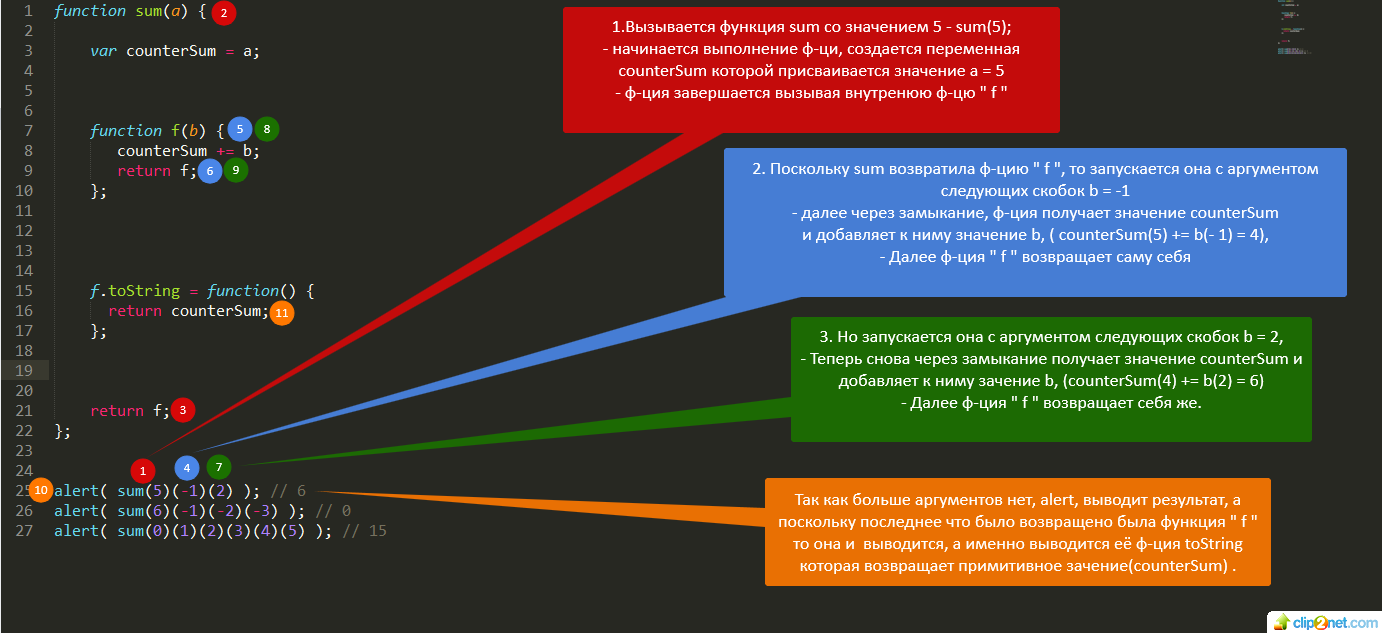 1 function sum(a) { 2
2
3 var counterSum = a;
4
5
6
7 function f(b) { 5 8
8 counterSum += b;
9 return f; 6 9
10 };
11
12
13
14
15 f.toString = function() {
16 return counterSum; 11
17 };
18
19
20
21 return f; 3
22 };
23
24 1 4 7
25 10 alert( sum(5)(-1)(2) ); // 6
26 alert( sum(6)(-1)(-2)(-3) ); // 0
27 alert( sum(0)(1)(2)(3)(4)(5) ); // 15
1.Вызывается функция sum со значением 5 - sum(5);
- начинается выполнение ф-ци, создается переменная
counterSum которой присваивается значение a = 5
- ф-ция завершается вызывая внутренюю ф-цю " f "
2. Поскольку sum возвратила ф-цию " f ", то запускается она с аргументом
следующих скобок b = -1
- далее через замыкание, ф-ция получает значение counterSum
и добавляет к ниму значение b, ( counterSum(5) += b(- 1) = 4),
- Далее ф-ция " f " возвращает саму себя
3. Но запускается она с аргументом следующих скобок b = 2,
- Теперь снова через замыкание получает значение counterSum и
добавляет к ниму зачение b, (counterSum(4) += b(2) = 6)
- Далее ф-ция " f " возвращает себя же.
Так как больше аргументов нет, alert, выводит результат, а
поскольку последнее что было возвращено была функция " f "
то она и выводится, а именно выводится её ф-ция toString
которая возвращает примитивное зачение(counterSum) .
clip2net.com